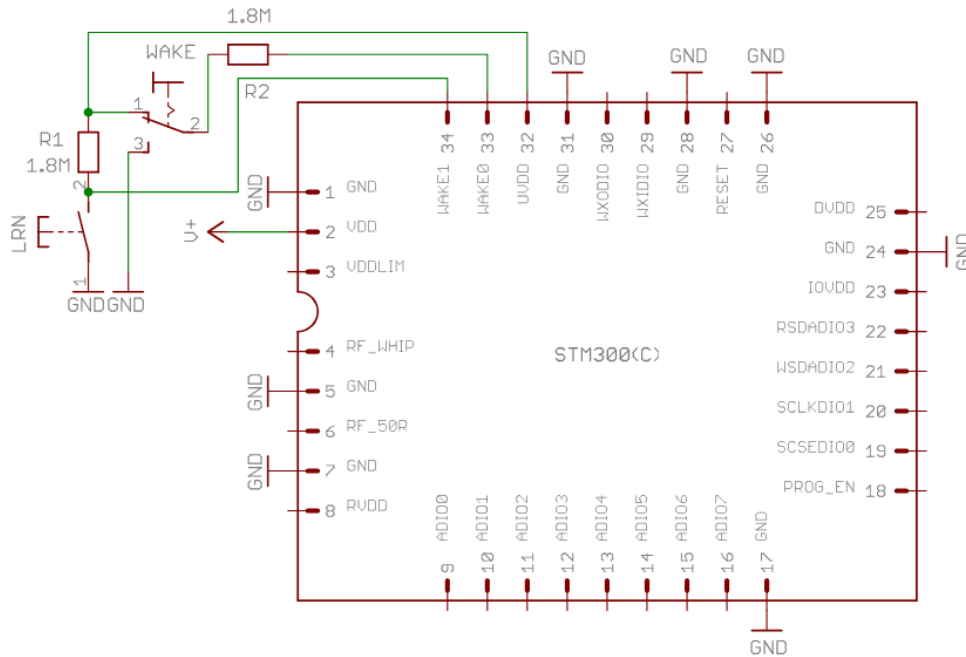 1.8M
WAKE
R2
R1
1.8M
1
2
3
2
LRN
1
GND
GND
V+
GND
GND
GND
GND
GND
GND
GND
GND
34
33
32
31
30
29
28
27
26
WAKE1
WAKE0
UVDD
GND
WXODIO
WXIDIO
GND
RESET
GND
1 GND
2 VDD
3 VDDLIM
4 RF_WHIP
5 GND
6 RF_50R
7 GND
8 RVDD
STM300(C)
DVDD 25
GND 24
IOVDD 23
RSDADIO3 22
WSDADIO2 21
SCLKDIO1 20
SCSEDIO0 19
PROG_EN 18
ADIO0
ADIO1
ADIO2
ADIO3
ADIO4
ADIO5
ADIO6
ADIO7
GND
9
10
11
12
13
14
15
16
17